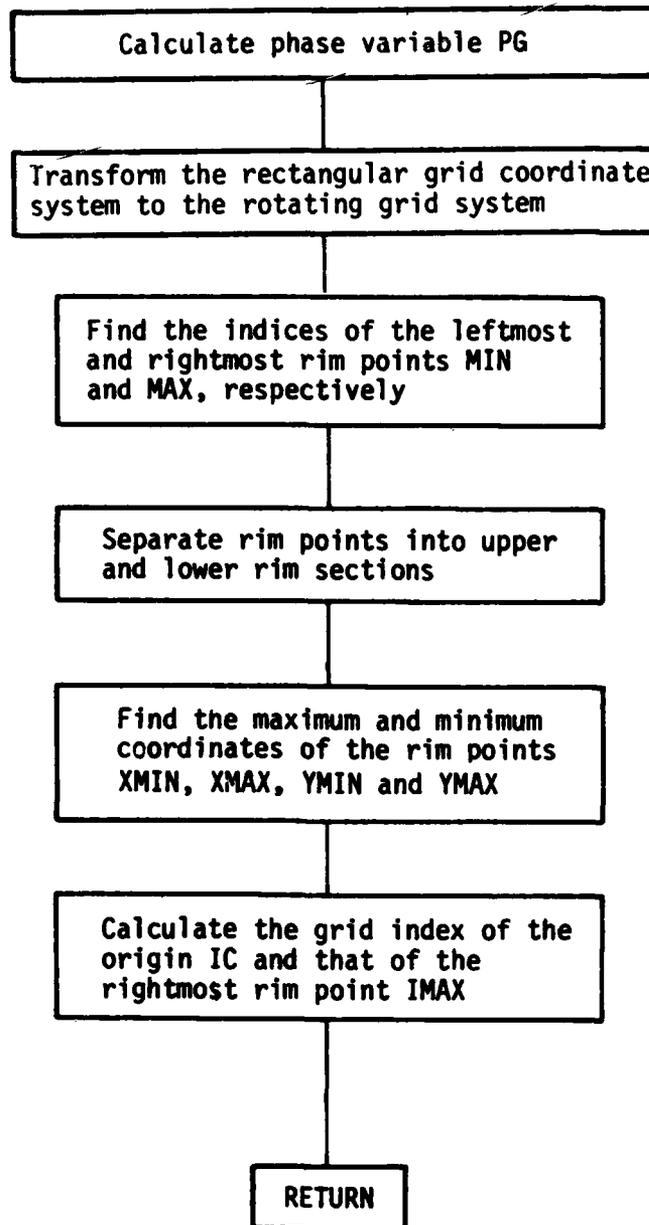 Calculate phase variable PG
Transform the rectangular grid coordinate
system to the rotating grid system
Find the indices of the leftmost
and rightmost rim points MIN
and MAX, respectively
Separate rim points into upper
and lower rim sections
Find the maximum and minimum
coordinates of the rim points
XMIN, XMAX, YMIN and YMAX
Calculate the grid index of the
origin IC and that of the
rightmost rim point IMAX
RETURN